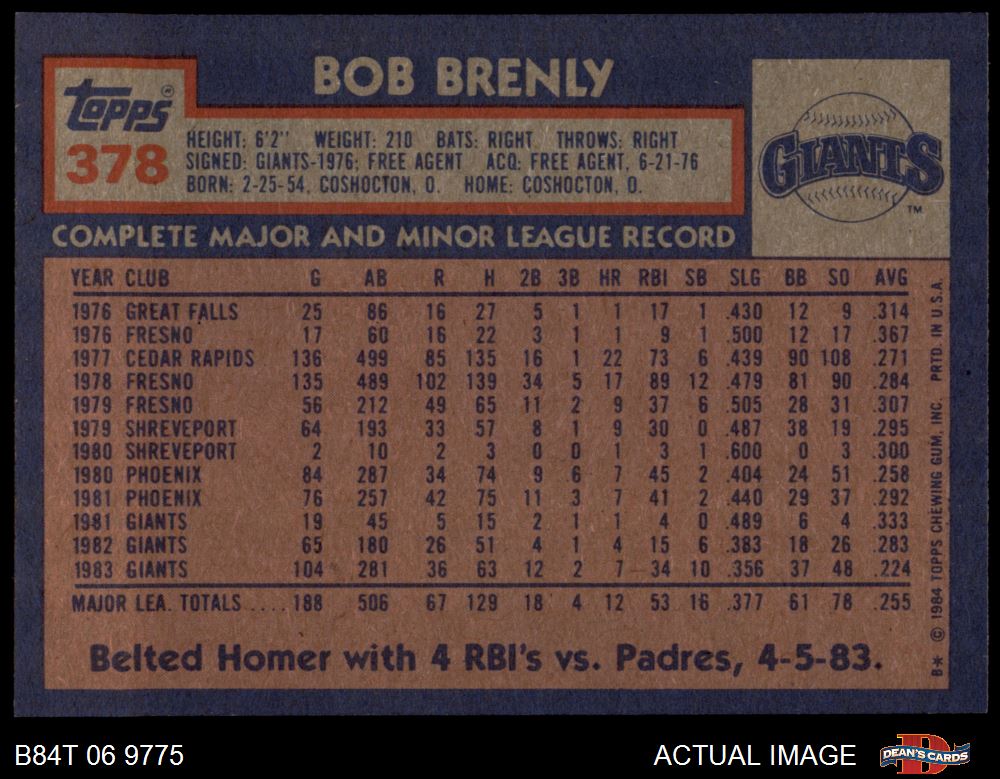 BOB BRENLY
Topps®
378
HEIGHT: 6'2" WEIGHT: 210 BATS: RIGHT THROWS: RIGHT
SIGNED: GIANTS-1976; FREE AGENT ACQ: FREE AGENT, 6-21-76
BORN: 2-25-54, COSHOCTON, O. HOME: COSHOCTON, O.
GIANTS
TM
COMPLETE MAJOR AND MINOR LEAGUE RECORD
YEAR CLUB G AB R H 2B 3B HR RBI SB SLG BB SO AVG
1976 GREAT FALLS 25 86 16 27 5 1 1 17 1 .430 12 9 .314
1976 FRESNO 17 60 16 22 3 1 1 9 1 .500 12 17 .367
1977 CEDAR RAPIDS 136 499 85 135 16 1 22 73 6 .439 90 108 .271
1978 FRESNO 135 489 102 139 34 5 17 89 12 .479 81 90 .284
1979 FRESNO 56 212 49 65 11 2 9 37 6 .505 28 31 .307
1979 SHREVEPORT 64 193 33 57 8 1 9 30 0 .487 38 19 .295
1980 SHREVEPORT 2 10 2 3 0 0 1 3 1 .600 0 3 .300
1980 PHOENIX 84 287 34 74 9 6 7 45 2 .404 24 51 .258
1981 PHOENIX 76 257 42 75 11 3 7 41 2 .440 29 37 .292
1981 GIANTS 19 45 5 15 2 1 1 4 0 .489 6 4 .333
1982 GIANTS 65 180 26 51 4 1 4 15 6 .383 18 26 .283
1983 GIANTS 104 281 36 63 12 2 7 34 10 .356 37 48 .224
MAJOR LEA. TOTALS .... 188 506 67 129 18 4 12 53 16 .377 61 78 .255
Belted Homer with 4 RBI's vs. Padres, 4-5-83.
B* © 1984 TOPPS CHEWING GUM, INC. PRTD. IN U.S.A.
B84T 06 9775
ACTUAL IMAGE
DEAN'S CARDS